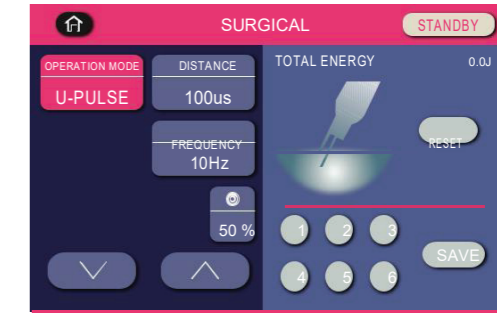 SURGICAL
STANDBY
OPERATION MODE
U-PULSE
DISTANCE
100us
FREQUENCY
10Hz
50 %
TOTAL ENERGY
0.0J
RESET
1 2 3
4 5 6
SAVE